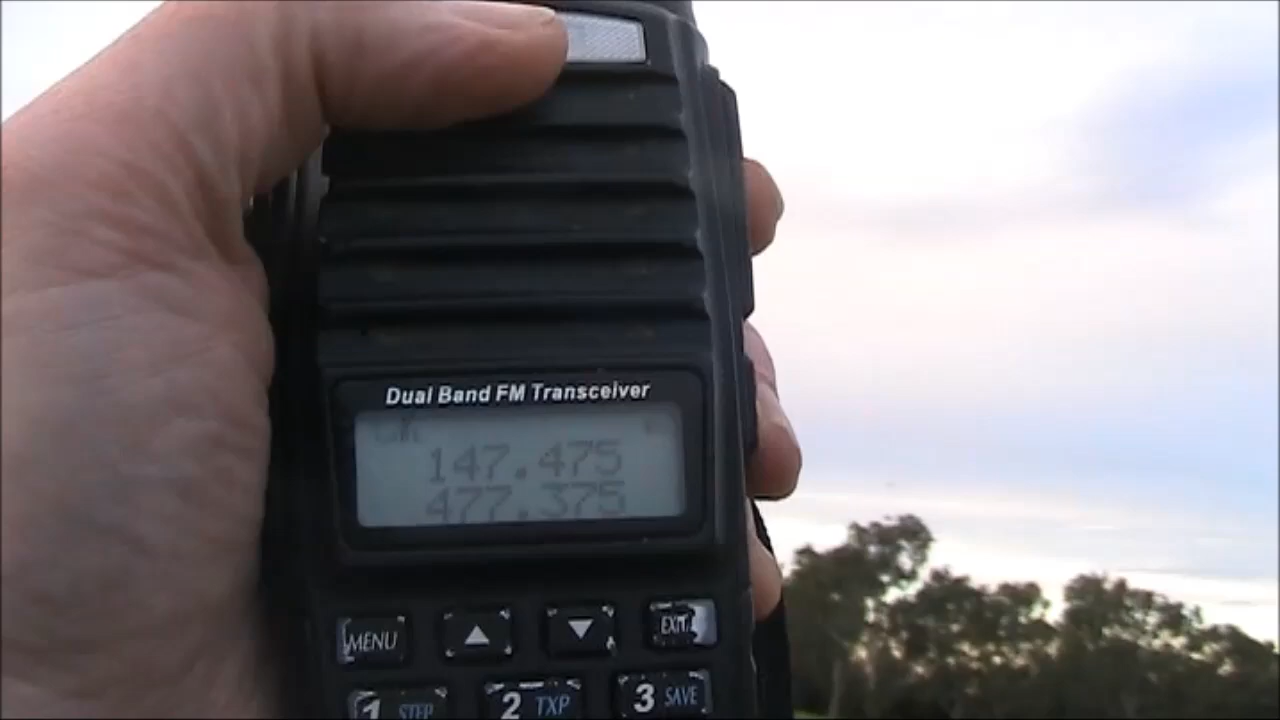 Dual Band FM Transceiver
147.475
477.375
MENU ▲ ▼ EXIT
1 STEP 2 TXP 3 SAVE